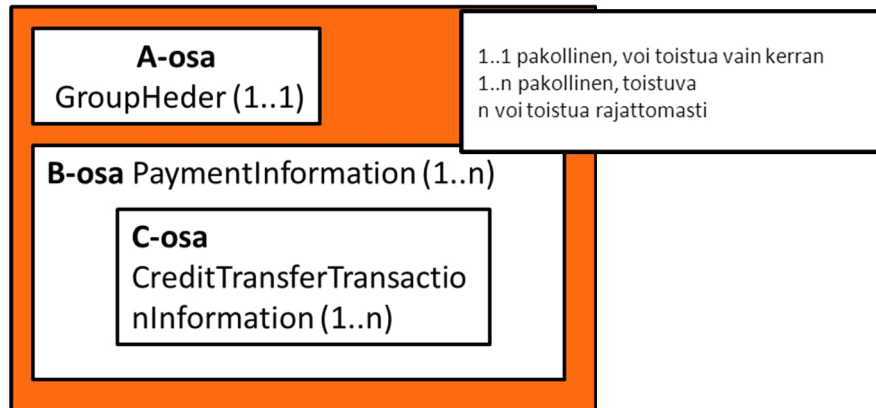 A-osa
GroupHeder (1..1)
1..1 pakollinen, voi toistua vain kerran
1..n pakollinen, toistuva
n voi toistua rajattomasti
B-osa PaymentInformation (1..n)
C-osa
CreditTransferTransactio
nInformation (1..n)